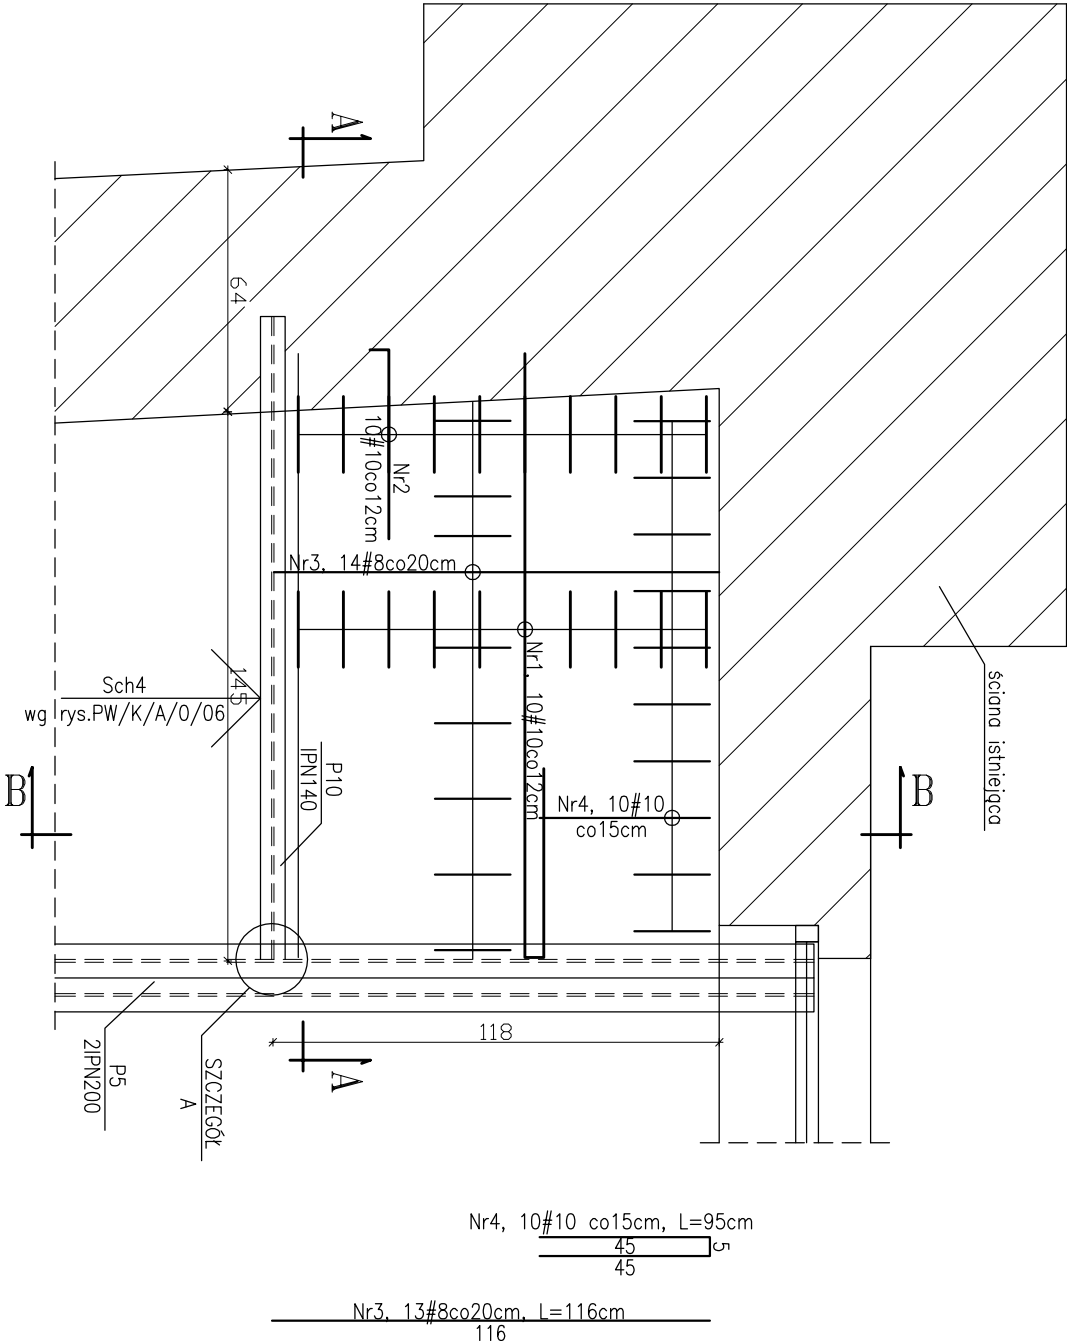 A
64
10#10co12cm
Nr2
Nr3, 14#8co20cm
Nr1, 10#10co12cm
ściana istniejąca
Sch4
wg rys.PW/K/A/0/06
145
P10
IPN140
B
B
Nr4, 10#10
co15cm
118
A
P5
2IPN200
SZCZEGÓŁ
A
Nr4, 10#10 co15cm, L=95cm
45
5
45
Nr3, 13#8co20cm, L=116cm
116